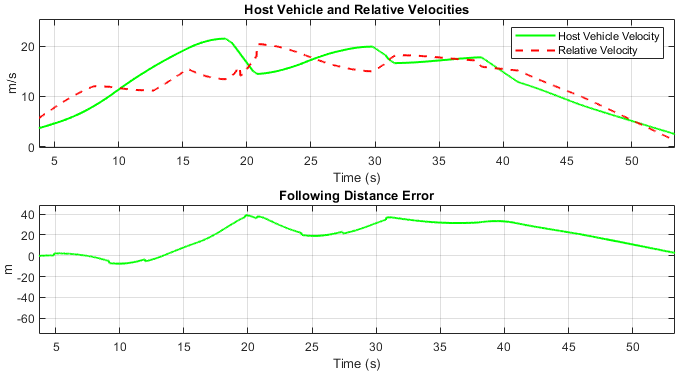 Host Vehicle and Relative Velocities
Host Vehicle Velocity
Relative Velocity
20
10
0
m/s
5 10 15 20 25 30 35 40 45 50
Time (s)
Following Distance Error
40
20
0
-20
-40
-60
m
5 10 15 20 25 30 35 40 45 50
Time (s)